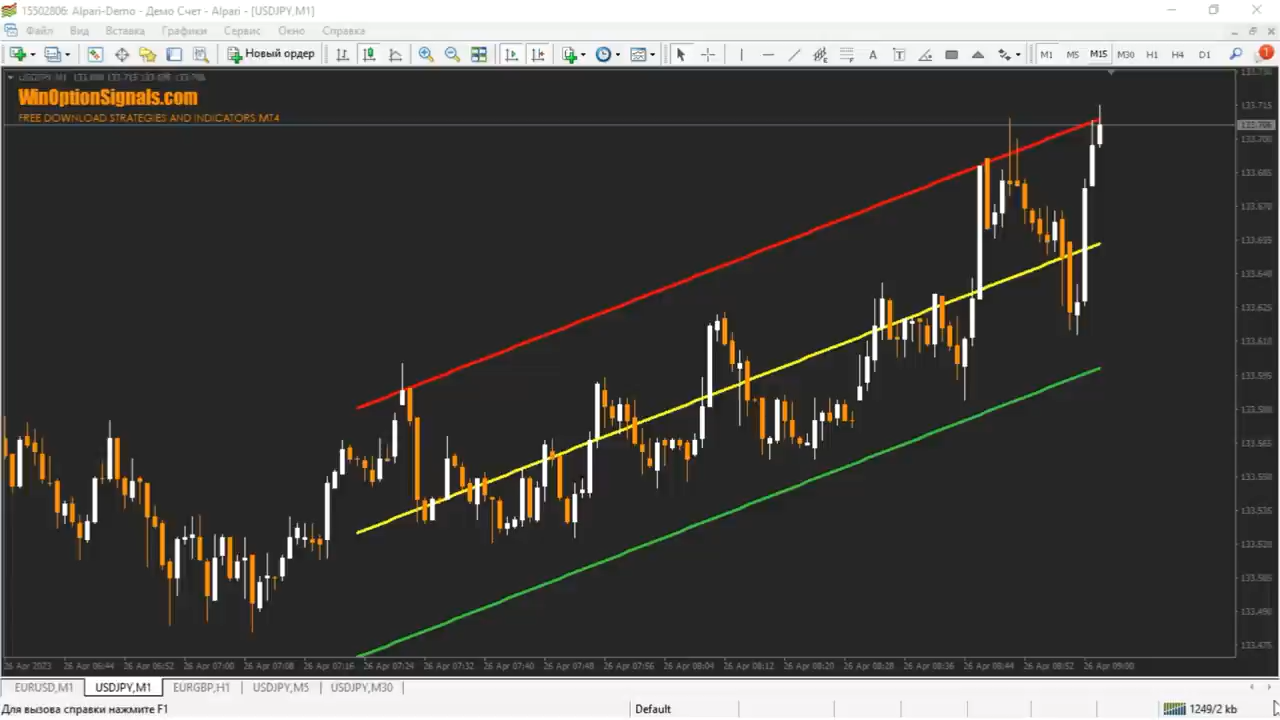 15502806: Alpari-Demo - Демо Счет - Alpari - [USDJPY,M1]
Файл Вид Вставка Графики Сервис Окно Справка
Новый ордер M1 M5 M15 M30 H1 H4 D1 1
WinOptionSignals.com
FREE DOWNLOAD STRATEGIES AND INDICATORS MT4
133.715
133.706
133.700
133.685
133.670
133.655
133.640
133.625
133.610
133.595
133.580
133.565
133.550
133.535
133.520
133.505
133.490
133.475
26 Apr 2023 26 Apr 06:44 26 Apr 06:52 26 Apr 07:00 26 Apr 07:08 26 Apr 07:16 26 Apr 07:24 26 Apr 07:32 26 Apr 07:40 26 Apr 07:48 26 Apr 07:56 26 Apr 08:04 26 Apr 08:12 26 Apr 08:20 26 Apr 08:28 26 Apr 08:36 26 Apr 08:44 26 Apr 08:52 26 Apr 09:00
EURUSD,M1 USDJPY,M1 EURGBP,H1 USDJPY,M5 USDJPY,M30
Для вызова справки нажмите F1 Default 1249/2 kb